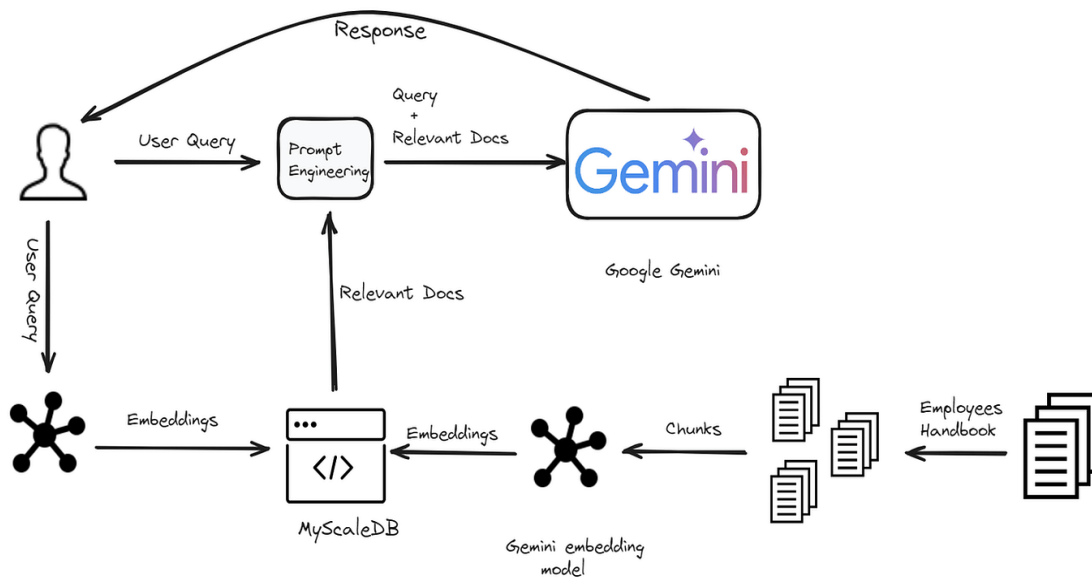 Response
Query
+
Relevant Docs
User Query
Prompt
Engineering
Gemini
Google Gemini
User Query
Relevant Docs
Embeddings
</>
MyScaleDB
Embeddings
Gemini embedding
model
Chunks
Employees
Handbook